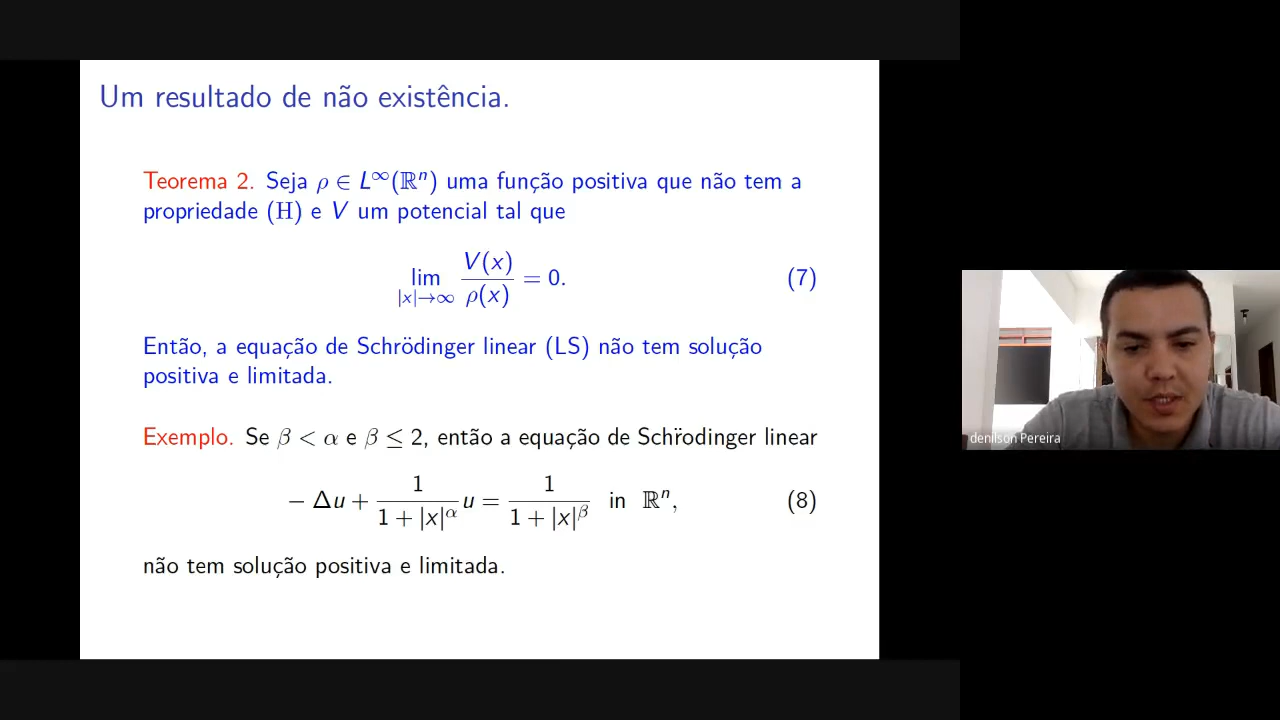 Um resultado de não existência.
Teorema 2. Seja ρ ∈ L^∞(ℝ^n) uma função positiva que não tem a
propriedade (H) e V um potencial tal que
lim_{|x|→∞} V(x)/ρ(x) = 0. (7)
Então, a equação de Schrödinger linear (LS) não tem solução
positiva e limitada.
Exemplo. Se β < α e β ≤ 2, então a equação de Schr̈odinger linear
− Δu + 1/(1 + |x|^α) u = 1/(1 + |x|^β) in ℝ^n, (8)
não tem solução positiva e limitada.
denilson Pereira